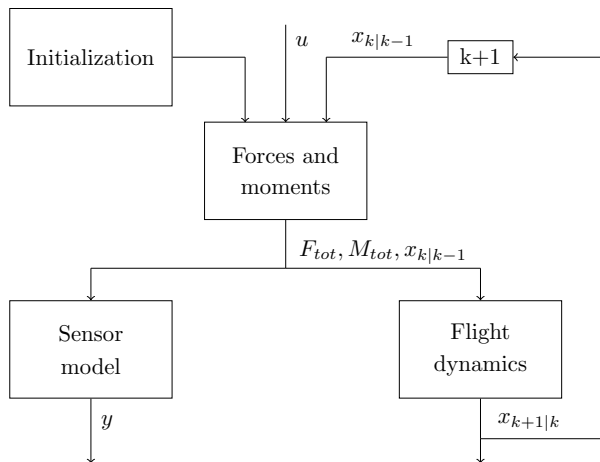 Initialization
u
x_{k|k−1}
k+1
Forces and
moments
F_{tot}, M_{tot}, x_{k|k−1}
Sensor
model
Flight
dynamics
y
x_{k+1|k}